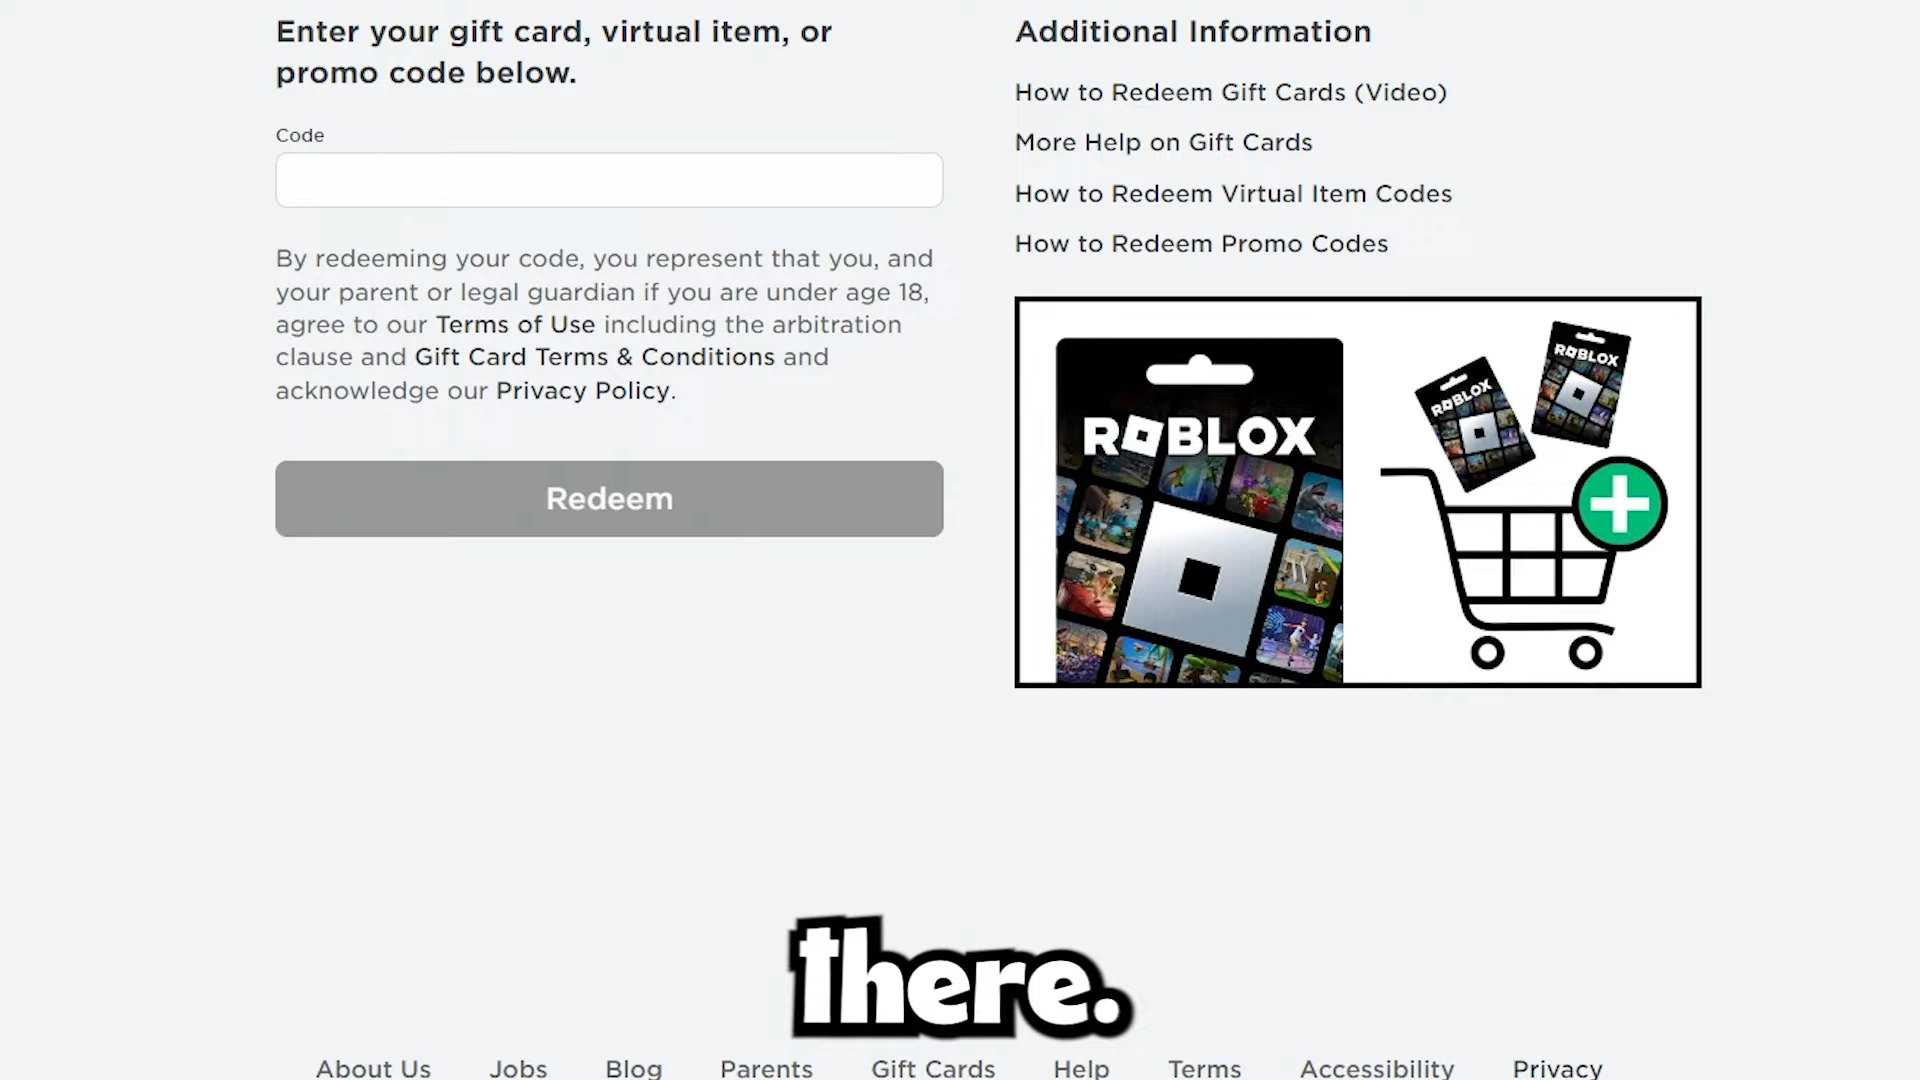 Enter your gift card, virtual item, or
promo code below.
Code
By redeeming your code, you represent that you, and
your parent or legal guardian if you are under age 18,
agree to our Terms of Use including the arbitration
clause and Gift Card Terms & Conditions and
acknowledge our Privacy Policy.
Redeem
Additional Information
How to Redeem Gift Cards (Video)
More Help on Gift Cards
How to Redeem Virtual Item Codes
How to Redeem Promo Codes
ROBLOX
ROBLOX
ROBLOX
there.
About Us Jobs Blog Parents Gift Cards Help Terms Accessibility Privacy